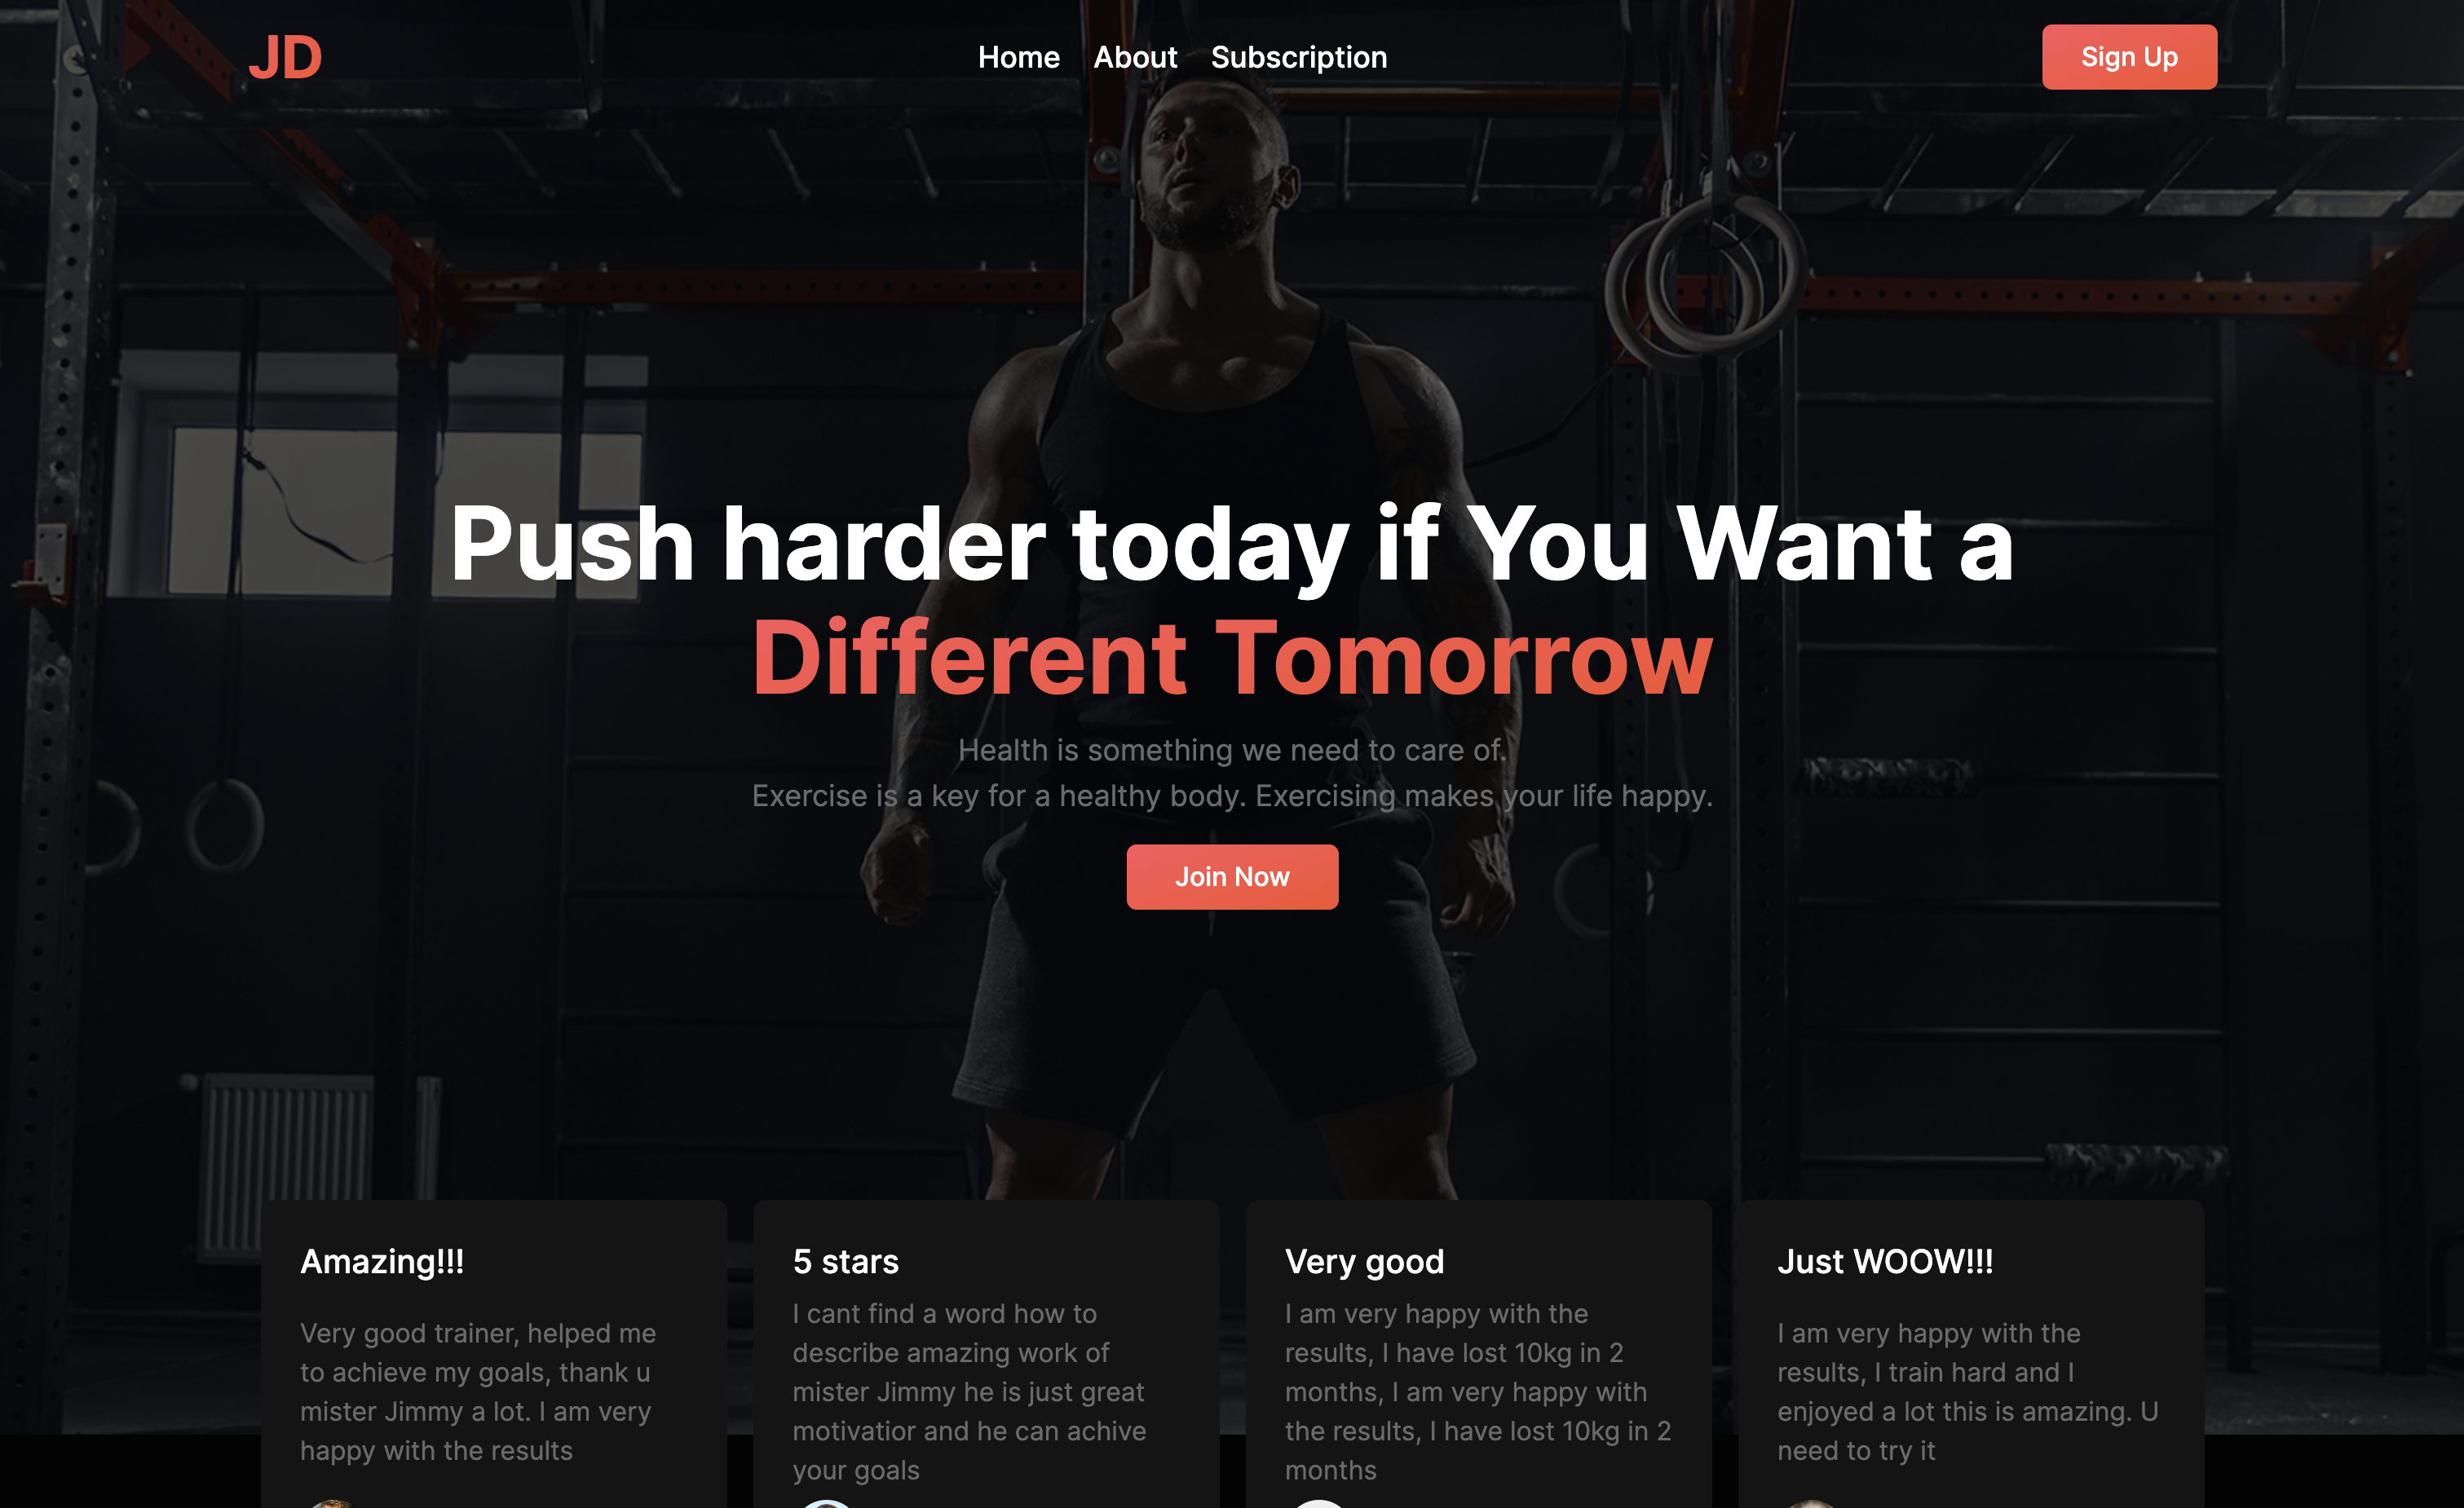 JD
Home About Subscription
Sign Up
Push harder today if You Want a
Different Tomorrow
Health is something we need to care of.
Exercise is a key for a healthy body. Exercising makes your life happy.
Join Now
Amazing!!!
Very good trainer, helped me
to achieve my goals, thank u
mister Jimmy a lot. I am very
happy with the results
5 stars
I cant find a word how to
describe amazing work of
mister Jimmy he is just great
motivatior and he can achive
your goals
Very good
I am very happy with the
results, I have lost 10kg in 2
months, I am very happy with
the results, I have lost 10kg in 2
months
Just WOOW!!!
I am very happy with the
results, I train hard and I
enjoyed a lot this is amazing. U
need to try it